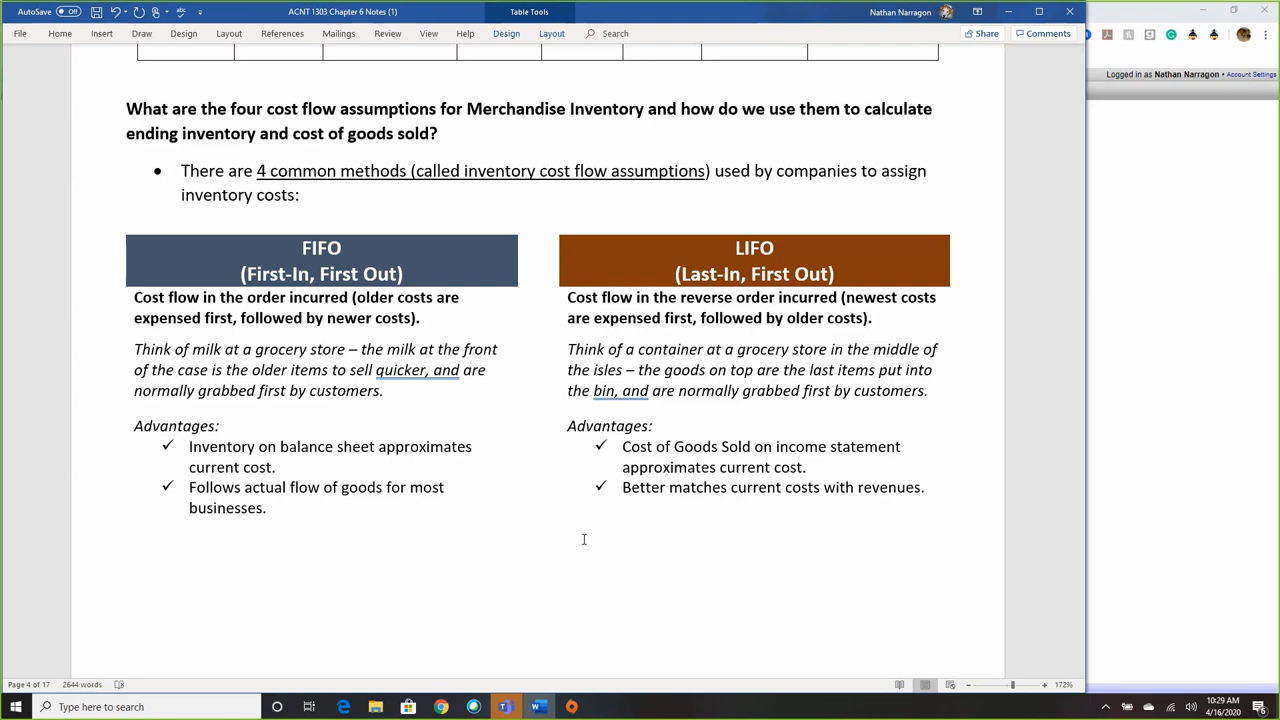 AutoSave Off ACNT 1303 Chapter 6 Notes (1) Table Tools Nathan Narragon
File Home Insert Draw Design Layout References Mailings Review View Help Design Layout Search Share Comments
Logged in as Nathan Narragon • Account Settings
What are the four cost flow assumptions for Merchandise Inventory and how do we use them to calculate
ending inventory and cost of goods sold?
• There are 4 common methods (called inventory cost flow assumptions) used by companies to assign
inventory costs:
FIFO
(First-In, First Out)
Cost flow in the order incurred (older costs are
expensed first, followed by newer costs).
Think of milk at a grocery store – the milk at the front
of the case is the older items to sell quicker, and are
normally grabbed first by customers.
Advantages:
✓ Inventory on balance sheet approximates
current cost.
✓ Follows actual flow of goods for most
businesses.
LIFO
(Last-In, First Out)
Cost flow in the reverse order incurred (newest costs
are expensed first, followed by older costs).
Think of a container at a grocery store in the middle of
the isles – the goods on top are the last items put into
the bin, and are normally grabbed first by customers.
Advantages:
✓ Cost of Goods Sold on income statement
approximates current cost.
✓ Better matches current costs with revenues.
Page 4 of 17 2644 words 172%
Type here to search
10:29 AM
4/16/2020
6